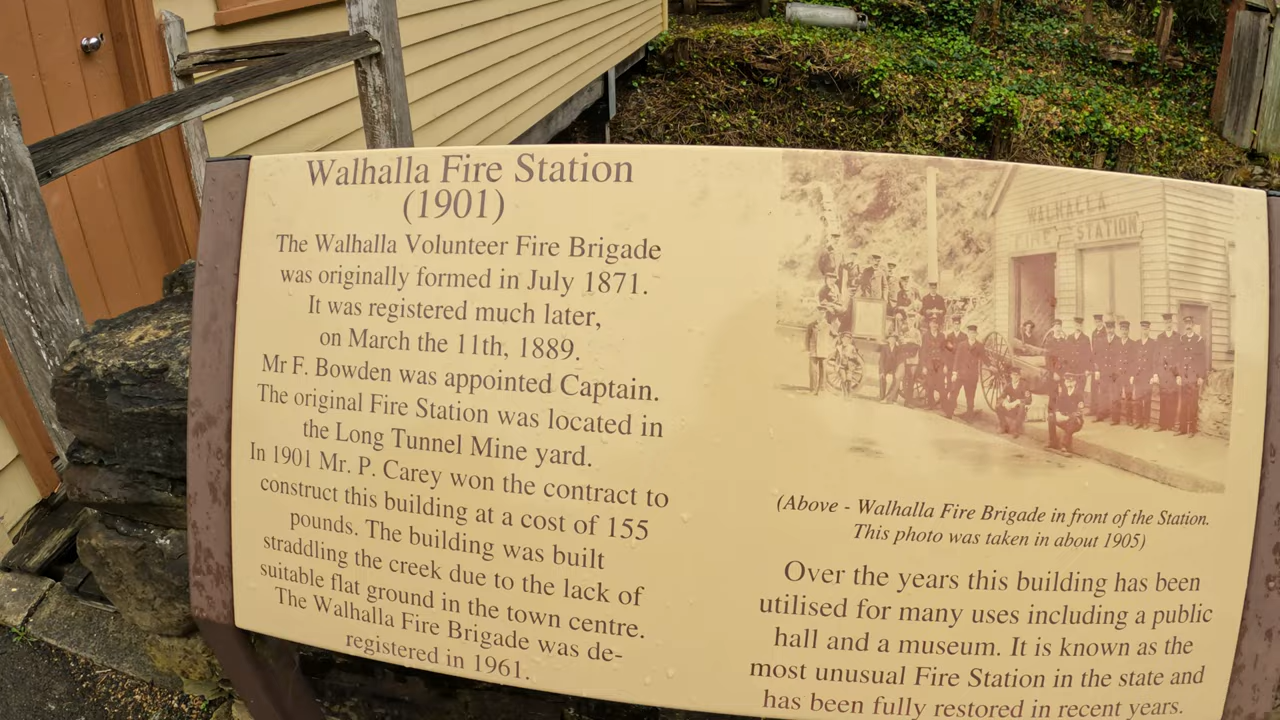 Walhalla Fire Station
(1901)
The Walhalla Volunteer Fire Brigade
was originally formed in July 1871.
It was registered much later,
on March the 11th, 1889.
Mr F. Bowden was appointed Captain.
The original Fire Station was located in
the Long Tunnel Mine yard.
In 1901 Mr. P. Carey won the contract to
construct this building at a cost of 155
pounds. The building was built
straddling the creek due to the lack of
suitable flat ground in the town centre.
The Walhalla Fire Brigade was de-
registered in 1961.
WALHALLA
FIRE STATION
(Above - Walhalla Fire Brigade in front of the Station.
This photo was taken in about 1905)
Over the years this building has been
utilised for many uses including a public
hall and a museum. It is known as the
most unusual Fire Station in the state and
has been fully restored in recent years.